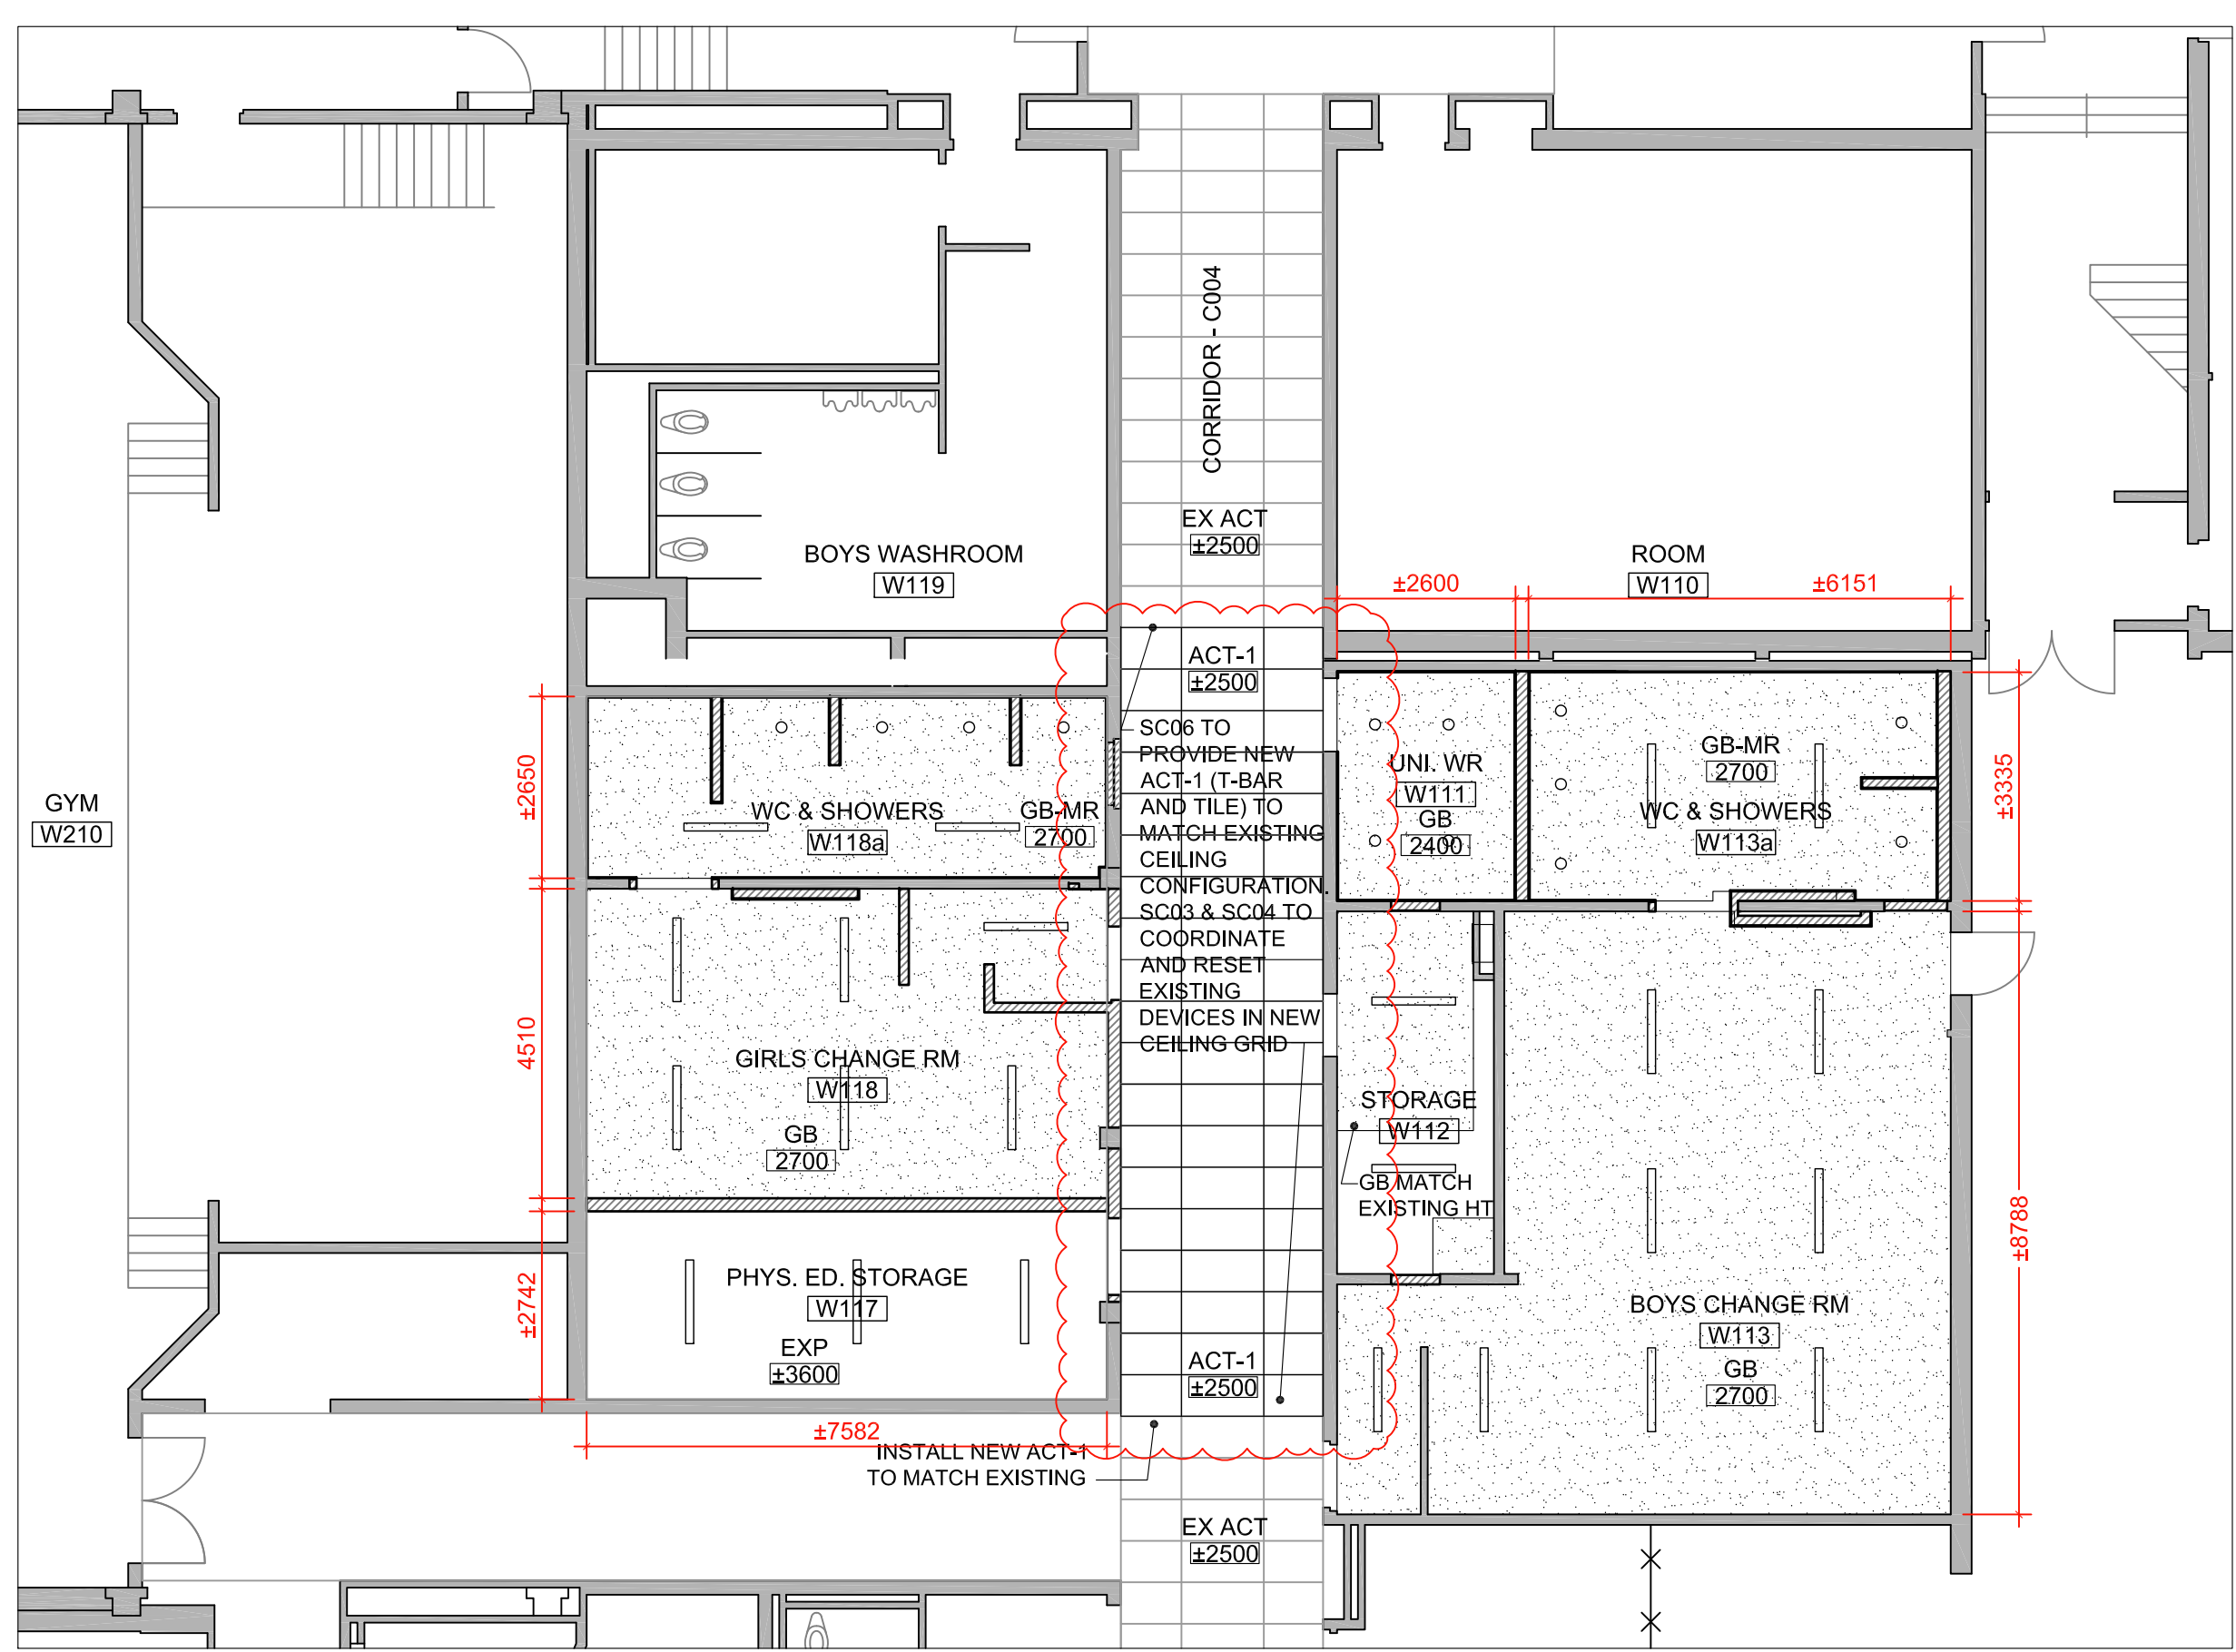 CORRIDOR - C004
EX ACT
±2500
BOYS WASHROOM
W119
ROOM
W110
±2600
±6151
ACT-1
±2500
SC06 TO
PROVIDE NEW
ACT-1 (T-BAR
AND TILE) TO
MATCH EXISTING
CEILING
CONFIGURATION.
SC03 & SC04 TO
COORDINATE
AND RESET
EXISTING
DEVICES IN NEW
CEILING GRID
GYM
W210
±2650
WC & SHOWERS
W118a
GB-MR
2700
UNI. WR
W111
GB
2400
GB-MR
2700
WC & SHOWERS
W113a
±3335
4510
GIRLS CHANGE RM
W118
GB
2700
STORAGE
W112
GB MATCH
EXISTING HT
±8788
±2742
PHYS. ED. STORAGE
W117
EXP
±3600
ACT-1
±2500
BOYS CHANGE RM
W113
GB
2700
±7582
INSTALL NEW ACT-1
TO MATCH EXISTING
EX ACT
±2500